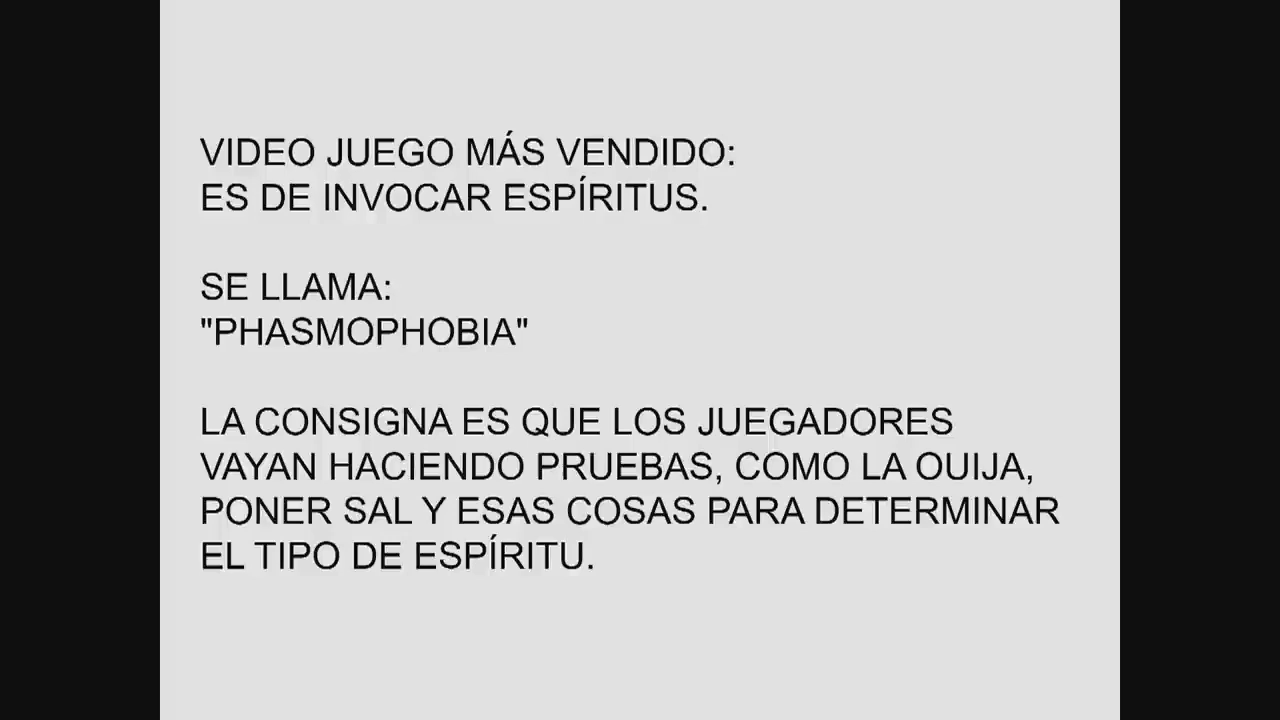 VIDEO JUEGO MÁS VENDIDO:
ES DE INVOCAR ESPÍRITUS.
SE LLAMA:
"PHASMOPHOBIA"
LA CONSIGNA ES QUE LOS JUEGADORES
VAYAN HACIENDO PRUEBAS, COMO LA OUIJA,
PONER SAL Y ESAS COSAS PARA DETERMINAR
EL TIPO DE ESPÍRITU.